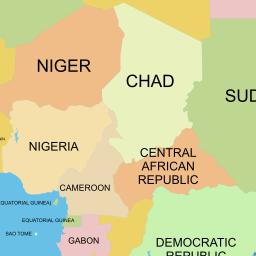 NIGER
CHAD
SUD
NIGERIA
CENTRAL
AFRICAN
REPUBLIC
CAMEROON
EQUATORIAL GUINEA)
EQUATORIAL GUINEA
SAO TOME
GABON
DEMOCRATIC
REPUBLIC